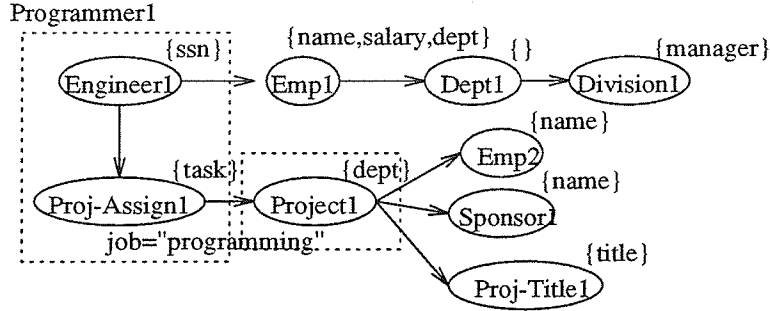 Programmer1
{ssn}
{name,salary,dept}
{}
{manager}
Engineer1
Emp1
Dept1
Division1
{name}
{task}
{dept}
Emp2
{name}
Proj-Assign1
Project1
Sponsor1
job="programming"
{title}
Proj-Title1